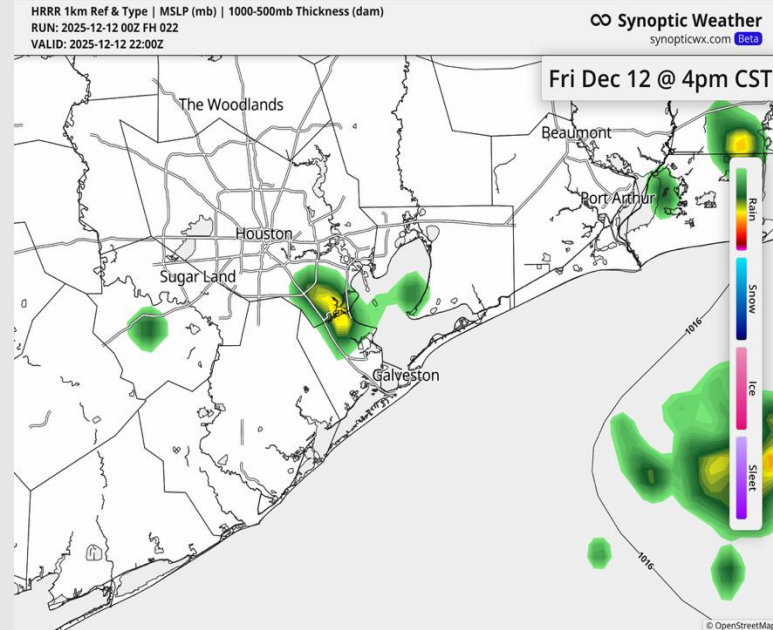 HRRR 1km Ref & Type | MSLP (mb) | 1000-500mb Thickness (dam)
RUN: 2025-12-12 00Z FH 022
VALID: 2025-12-12 22:00Z
Synoptic Weather
synopticwx.com Beta
Fri Dec 12 @ 4pm CST
The Woodlands
Beaumont
Port Arthur
Houston
Sugar Land
Galveston
1016
1016
Rain
Snow
Ice
Sleet
© OpenStreetMap